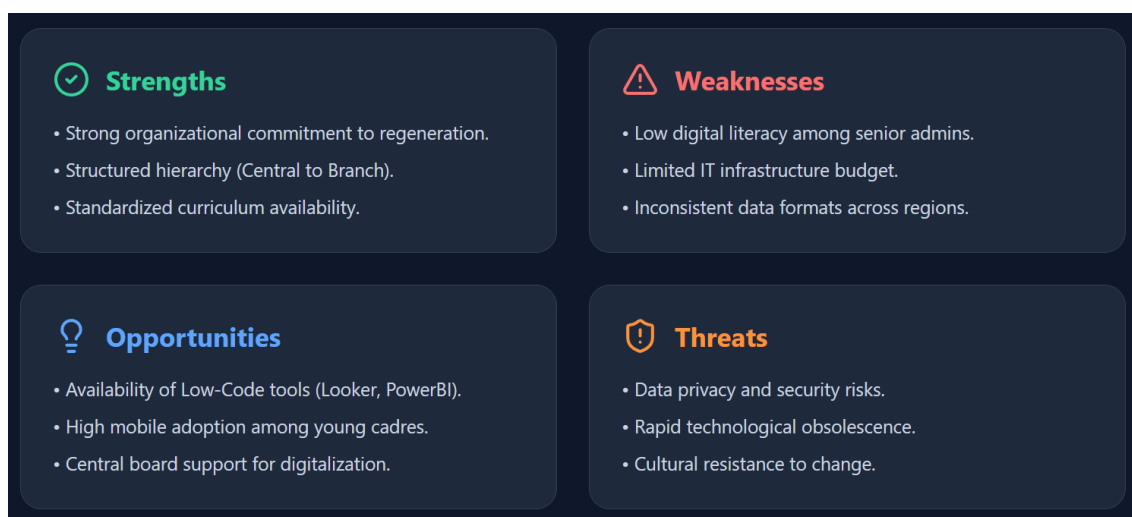 Strengths
• Strong organizational commitment to regeneration.
• Structured hierarchy (Central to Branch).
• Standardized curriculum availability.
Weaknesses
• Low digital literacy among senior admins.
• Limited IT infrastructure budget.
• Inconsistent data formats across regions.
Opportunities
• Availability of Low-Code tools (Looker, PowerBI).
• High mobile adoption among young cadres.
• Central board support for digitalization.
Threats
• Data privacy and security risks.
• Rapid technological obsolescence.
• Cultural resistance to change.